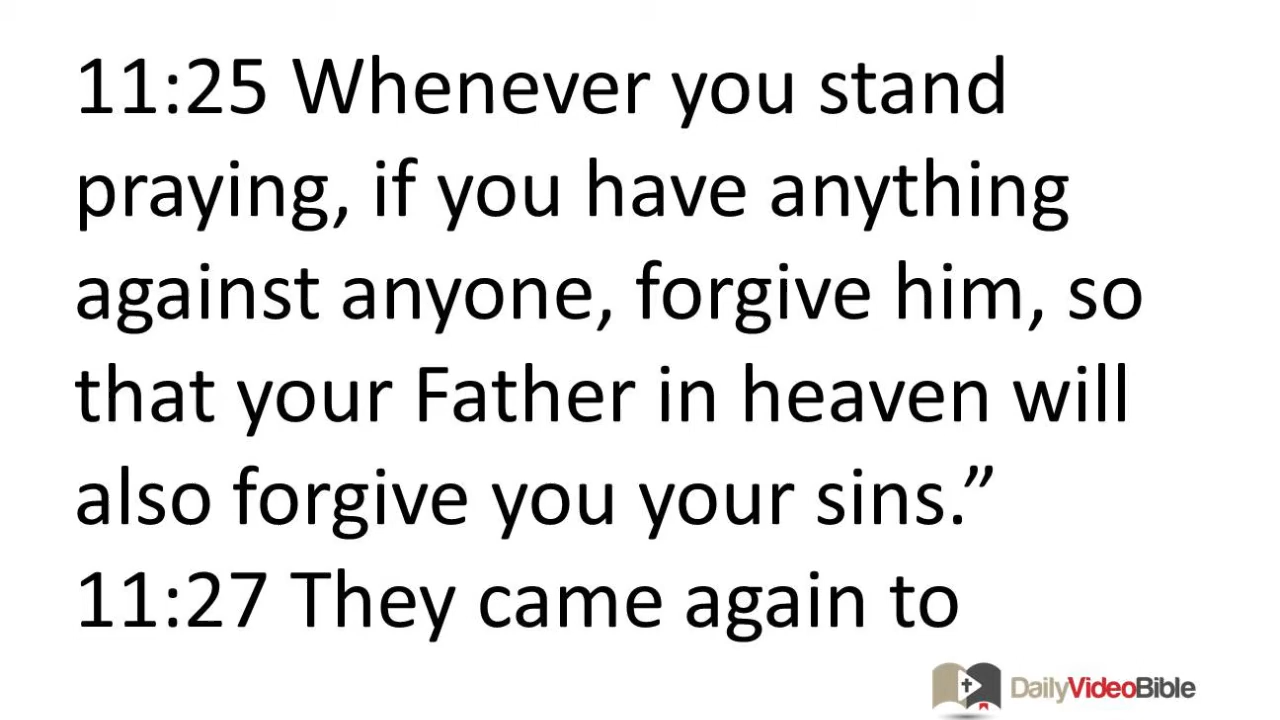 11:25 Whenever you stand
praying, if you have anything
against anyone, forgive him, so
that your Father in heaven will
also forgive you your sins.”
11:27 They came again to
DailyVideoBible